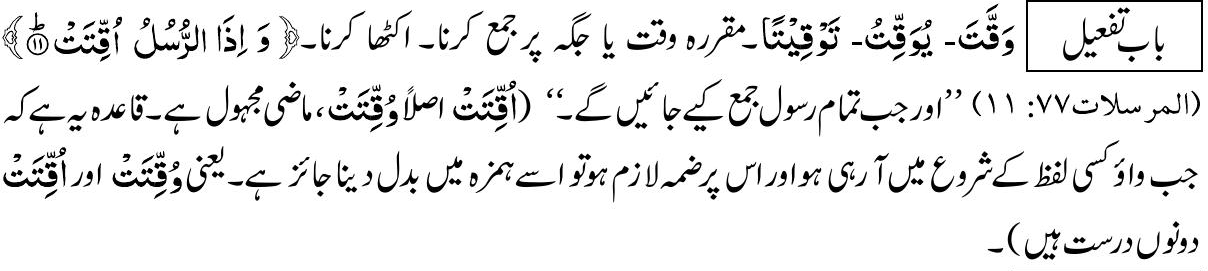 باب تفعیل وَقَّتَ- یُوَقِّتُ- تَوْقِیْتًا۔ مقررہ وقت یا جگہ پر جمع کرنا۔ اکٹھا کرنا۔ ﴿وَ اِذَا الرُّسُلُ اُقِّتَتْ ؕ۱۱﴾
(المرسلات ۷۷: ۱۱) ’’اور جب تمام رسول جمع کیے جائیں گے۔‘‘ (اُقِّتَتْ اصلاً وُقِّتَتْ، ماضی مجہول ہے۔ قاعدہ یہ ہے کہ
جب واؤ کسی لفظ کے شروع میں آ رہی ہو اور اس پر ضمہ لازم ہو تو اسے ہمزہ میں بدل دینا جائز ہے۔ یعنی وُقِّتَتْ اور اُقِّتَتْ
دونوں درست ہیں)۔